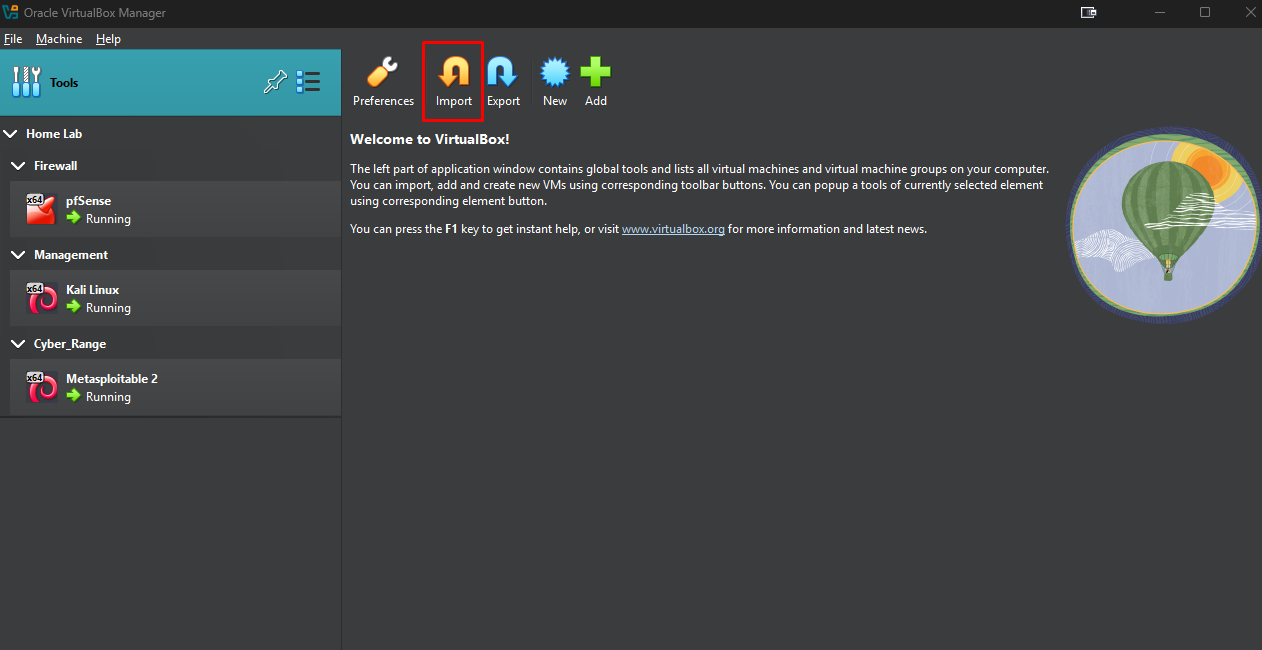 Oracle VirtualBox Manager
File Machine Help
Tools
Preferences Import Export New Add
Home Lab
Firewall
x64
pfSense
Running
Management
x64
Kali Linux
Running
Cyber_Range
x64
Metasploitable 2
Running
Welcome to VirtualBox!
The left part of application window contains global tools and lists all virtual machines and virtual machine groups on your computer.
You can import, add and create new VMs using corresponding toolbar buttons. You can popup a tools of currently selected element
using corresponding element button.
You can press the F1 key to get instant help, or visit www.virtualbox.org for more information and latest news.